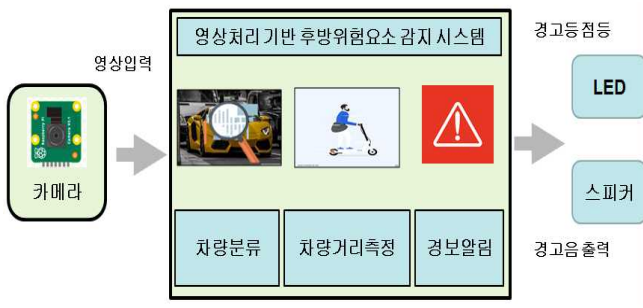 영상처리 기반 후방위험요소 감지 시스템
경고등 점등
영상입력
LED
카메라
스피커
차량분류
차량거리측정
경보알림
경고음 출력